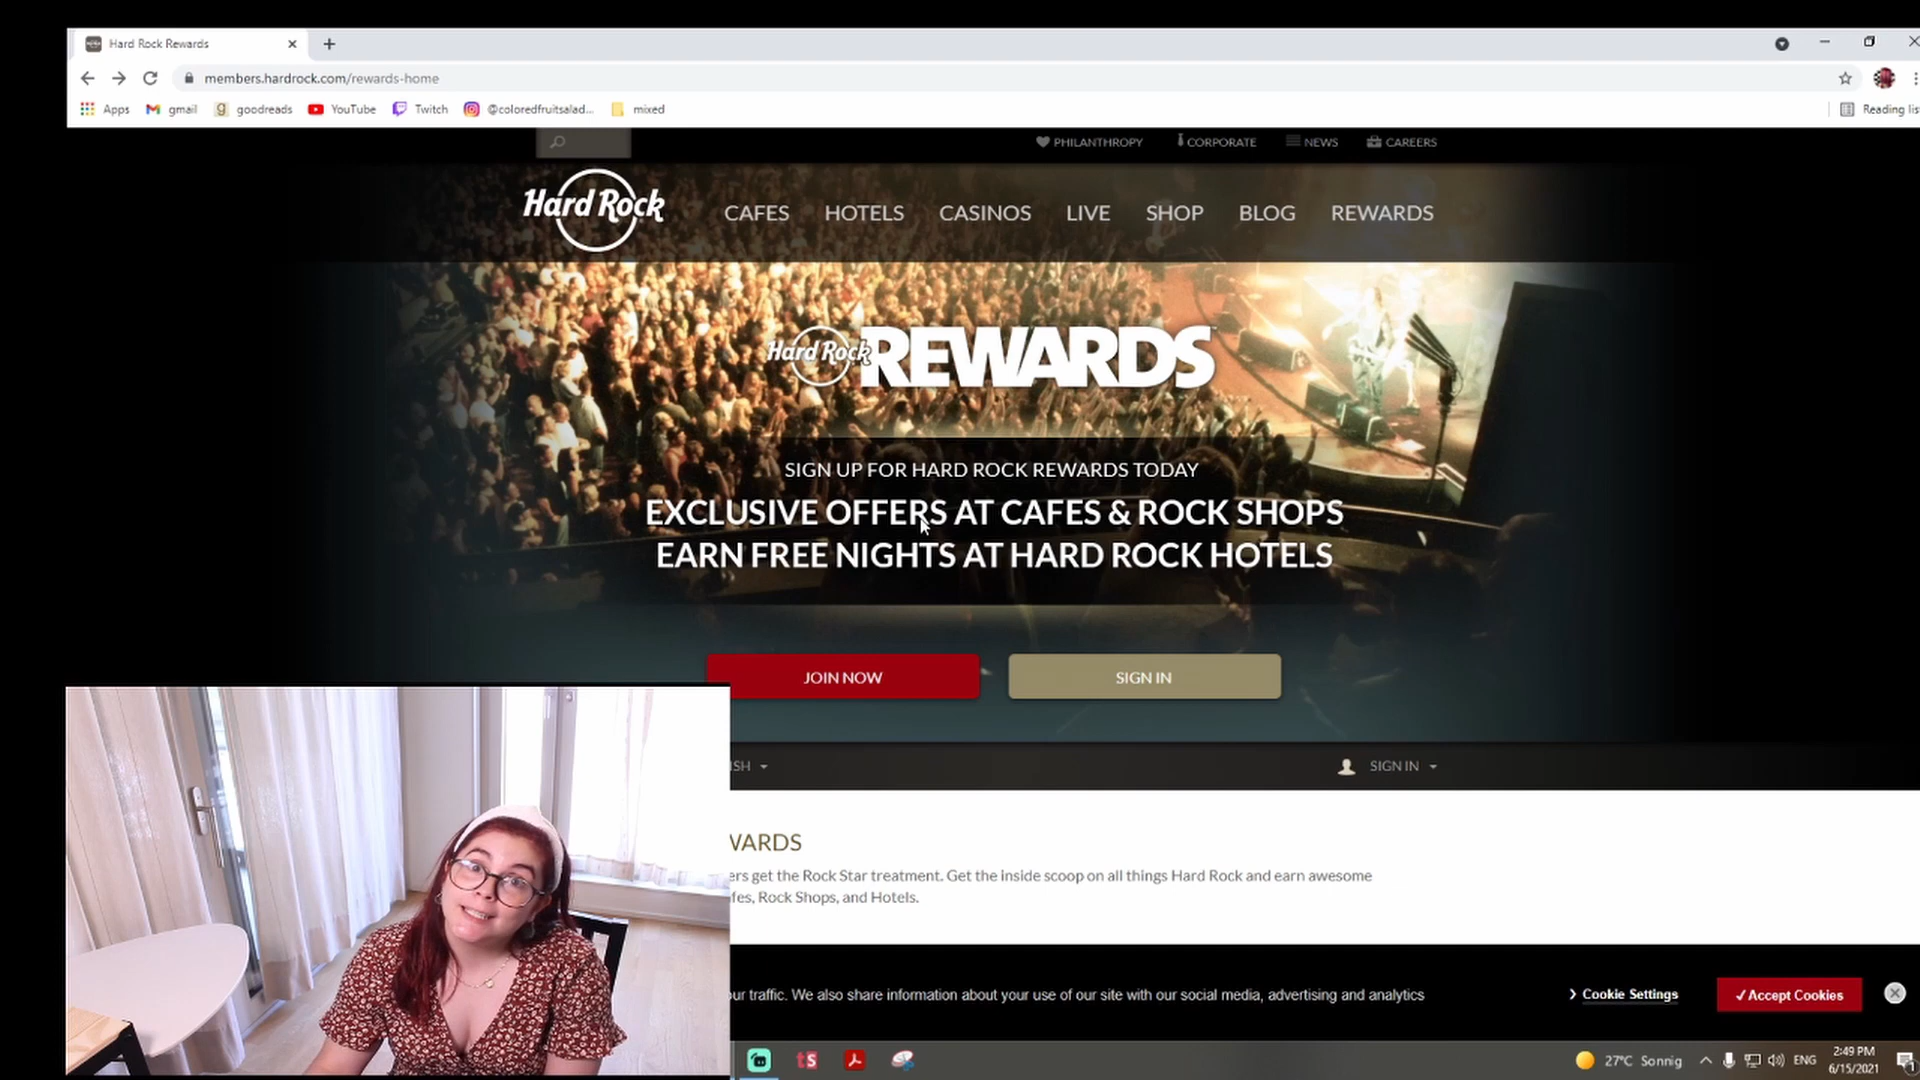 Hard Rock Rewards
members.hardrock.com/rewards-home
Apps gmail goodreads YouTube Twitch @coloredfruitsalad... mixed Reading lis
PHILANTHROPY CORPORATE NEWS CAREERS
Hard Rock CAFES HOTELS CASINOS LIVE SHOP BLOG REWARDS
Hard Rock REWARDS
SIGN UP FOR HARD ROCK REWARDS TODAY
EXCLUSIVE OFFERS AT CAFES & ROCK SHOPS
EARN FREE NIGHTS AT HARD ROCK HOTELS
JOIN NOW SIGN IN
ISH SIGN IN
WARDS
ers get the Rock Star treatment. Get the inside scoop on all things Hard Rock and earn awesome
fes, Rock Shops, and Hotels.
ur traffic. We also share information about your use of our site with our social media, advertising and analytics
Cookie Settings ✓Accept Cookies
tS 27°C Sonnig ENG 2:49 PM
6/15/2021 1